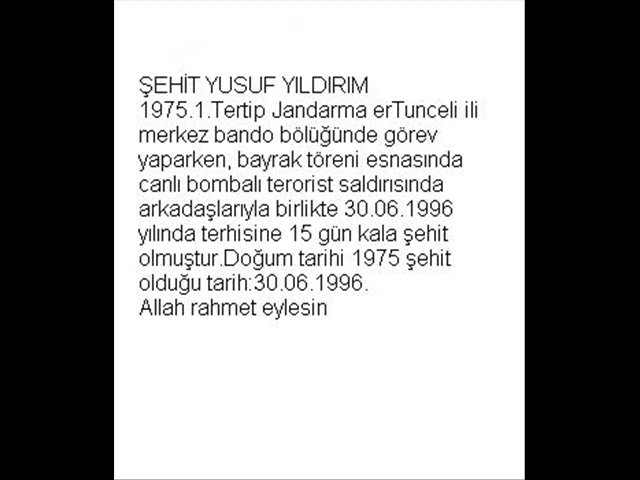 ŞEHİT YUSUF YILDIRIM
1975.1.Tertip Jandarma erTunceli ili
merkez bando bölüğünde görev
yaparken, bayrak töreni esnasında
canlı bombalı terorist saldırısında
arkadaşlarıyla birlikte 30.06.1996
yılında terhisine 15 gün kala şehit
olmuştur.Doğum tarihi 1975 şehit
olduğu tarih:30.06.1996.
Allah rahmet eylesin